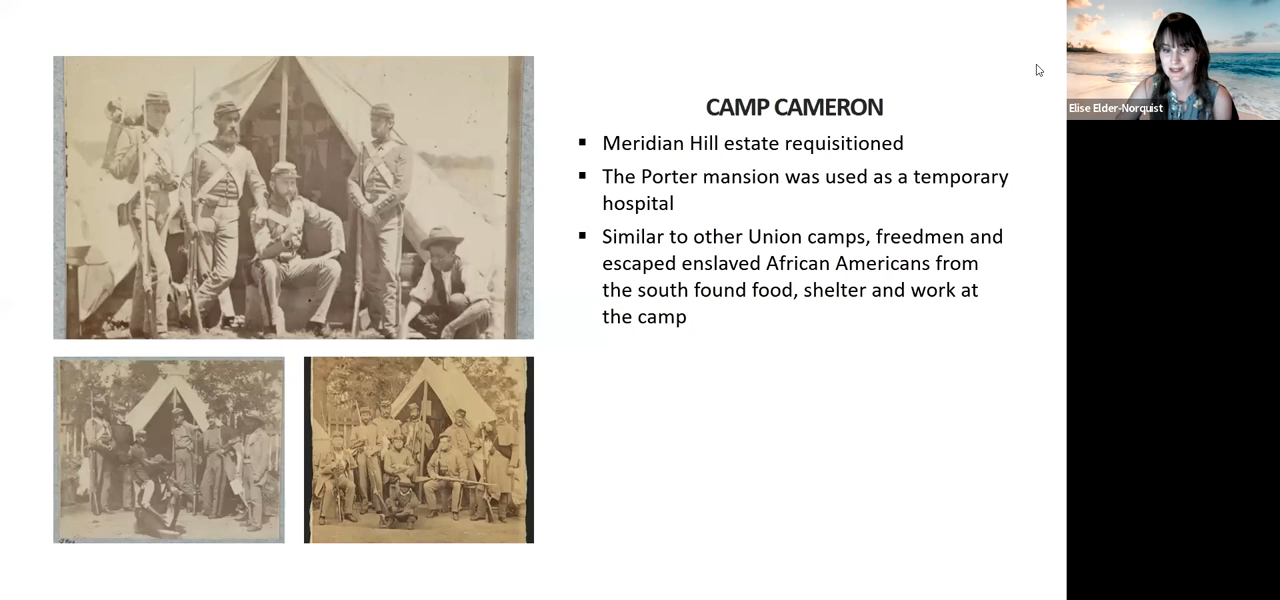 CAMP CAMERON
Elise Elder-Norquist
▪ Meridian Hill estate requisitioned
▪ The Porter mansion was used as a temporary
hospital
▪ Similar to other Union camps, freedmen and
escaped enslaved African Americans from
the south found food, shelter and work at
the camp